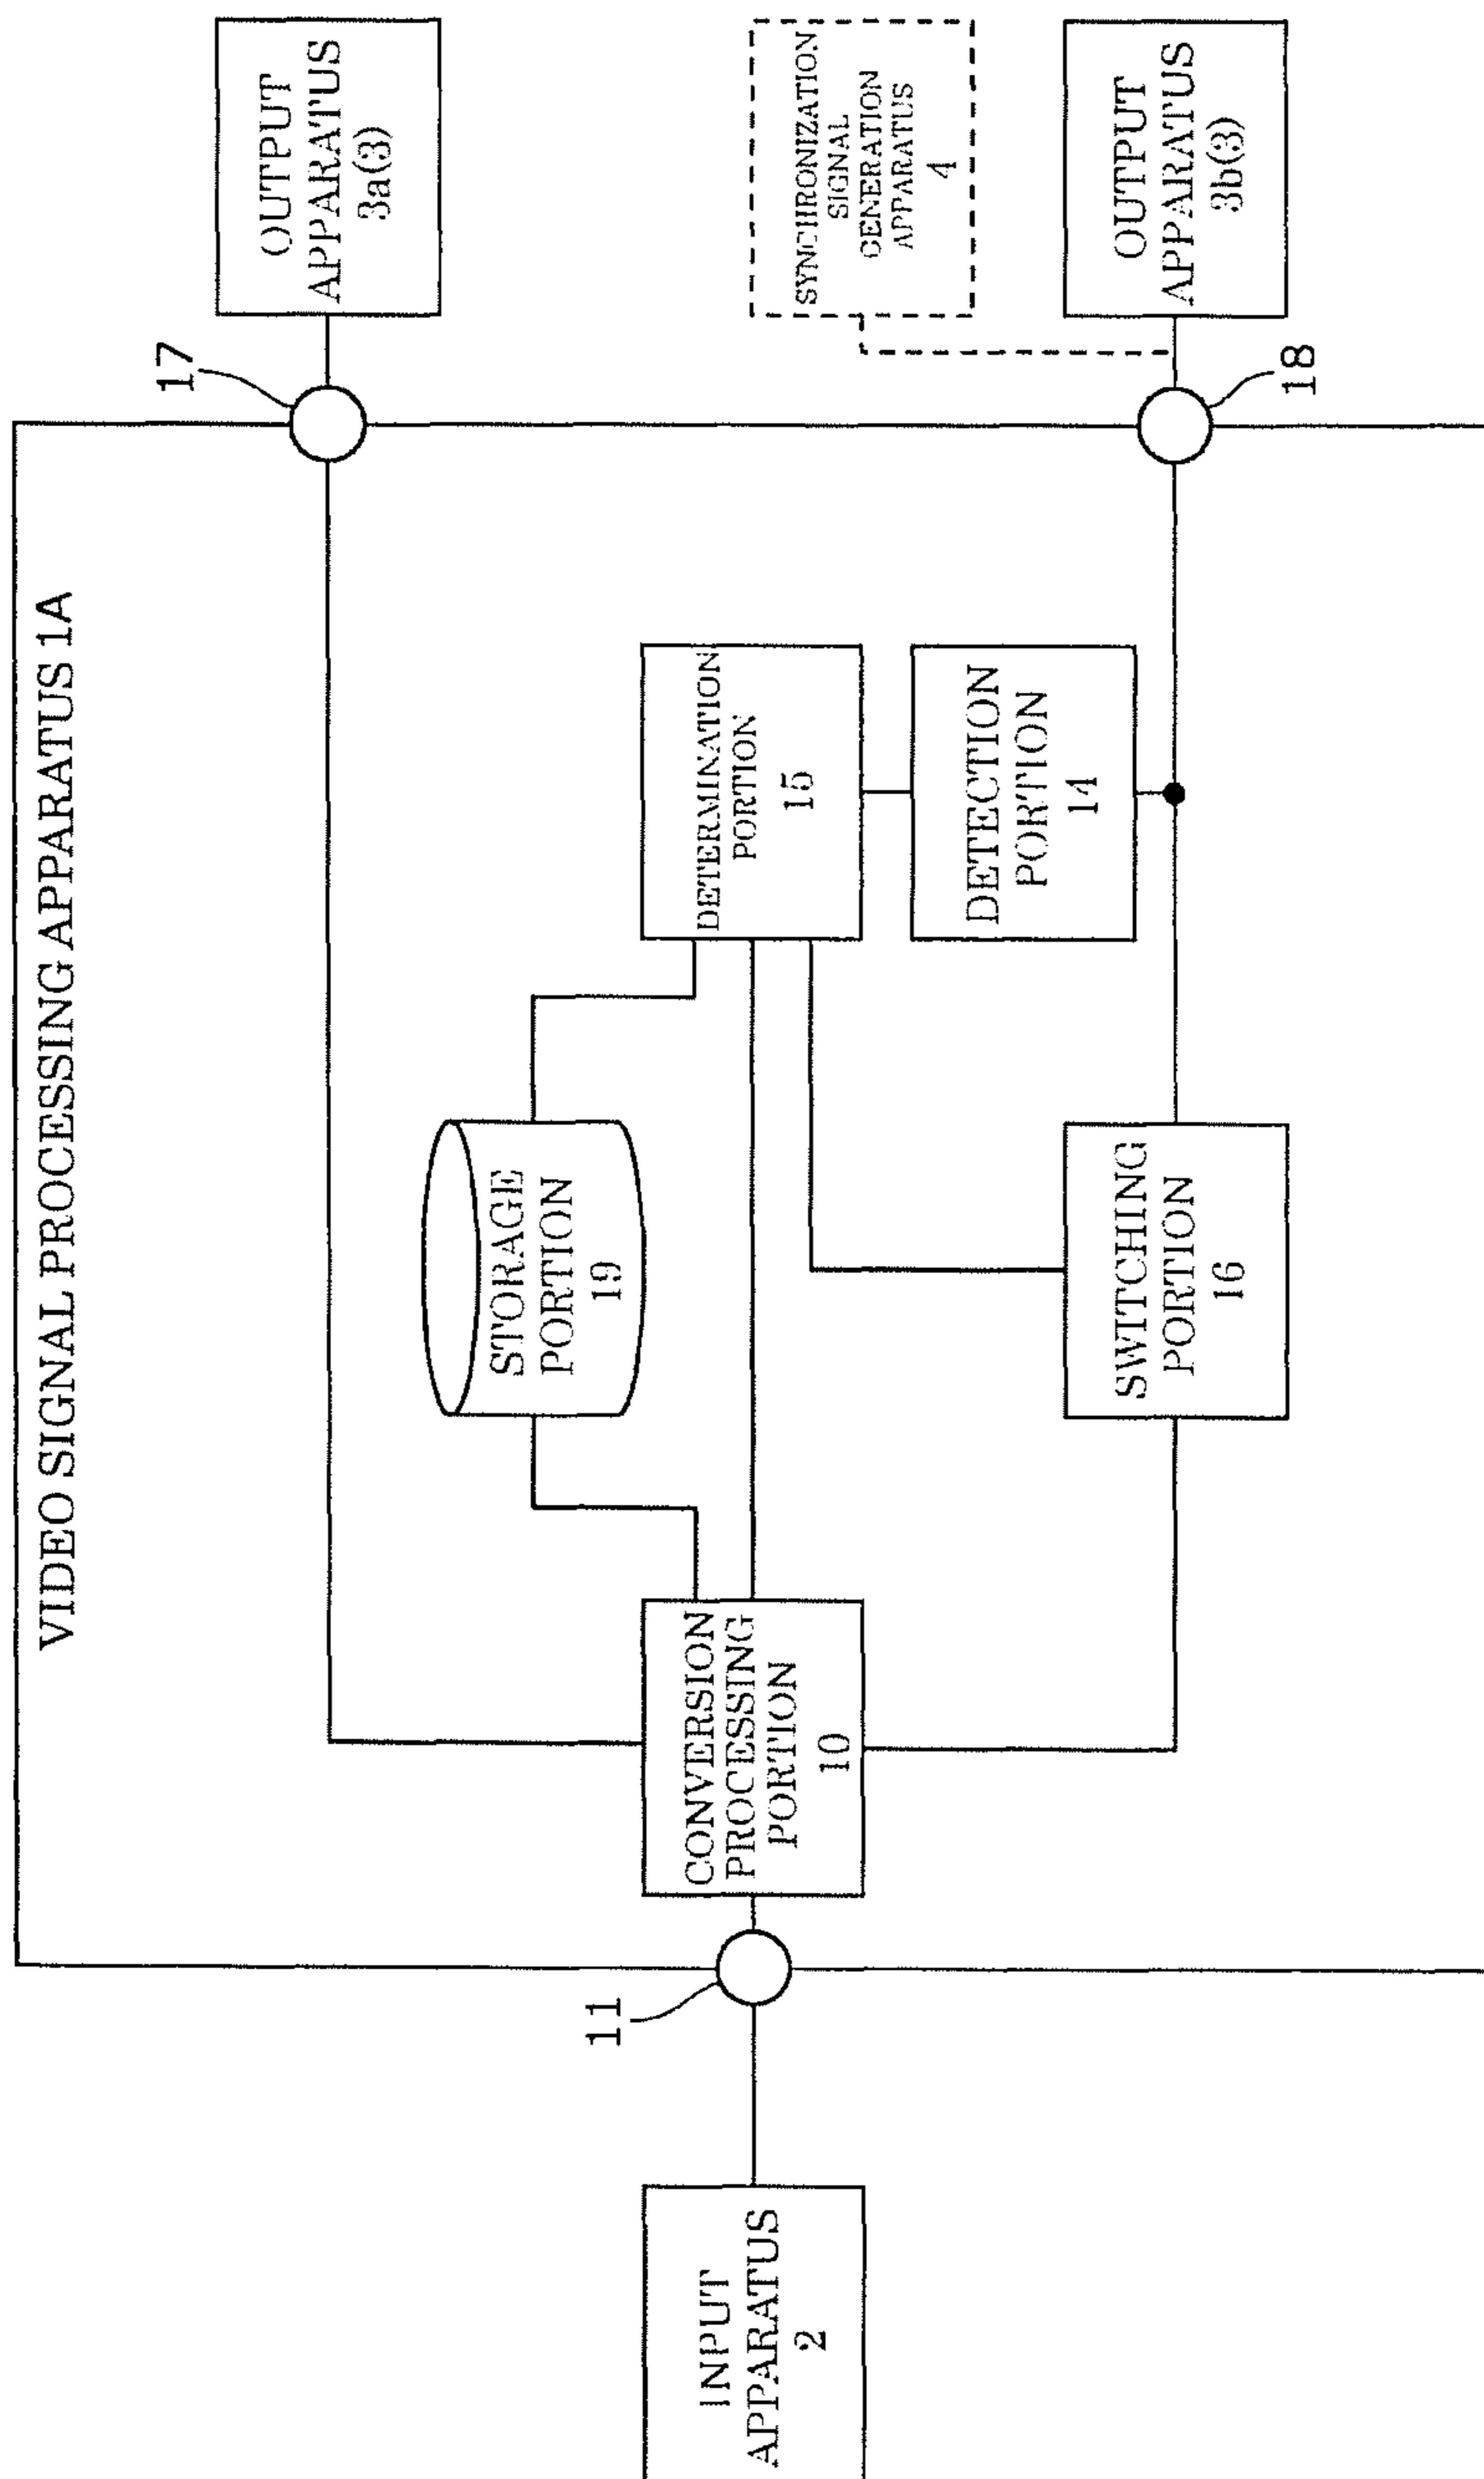 VIDEO SIGNAL PROCESSING APPARATUS 1A
INPUT
APPARATUS
2
11
CONVERSION
PROCESSING
PORTION
10
STORAGE
PORTION
19
DETERMINATION
PORTION
15
DETECTION
PORTION
14
SWITCHING
PORTION
16
17
OUTPUT
APPARATUS
3a(3)
SYNCHRONIZATION
SIGNAL
GENERATION
APPARATUS
4
18
OUTPUT
APPARATUS
3b(3)